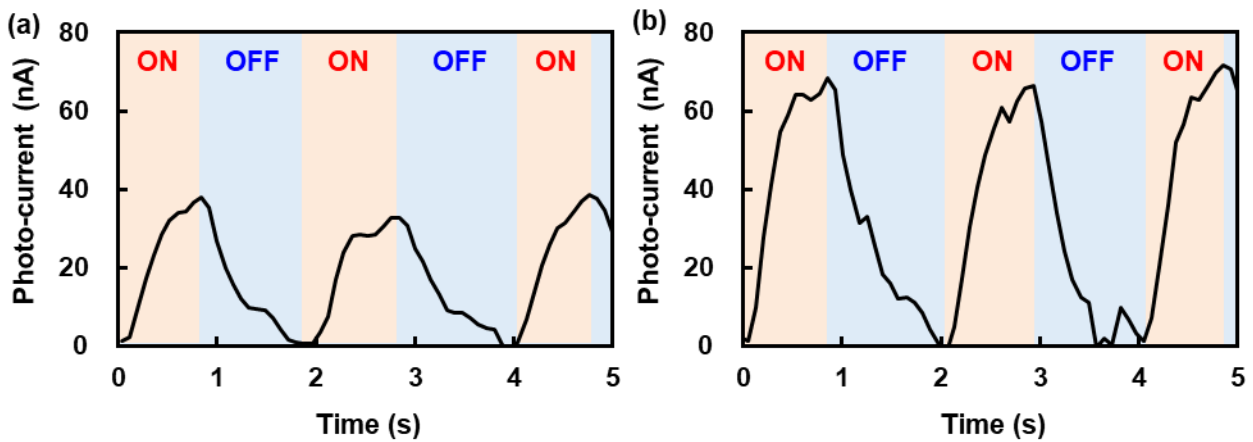 (a)
80
60
40
20
0
Photo-current (nA)
ON OFF ON OFF ON
0 1 2 3 4 5
Time (s)
(b)
80
60
40
20
0
Photo-current (nA)
ON OFF ON OFF ON
0 1 2 3 4 5
Time (s)